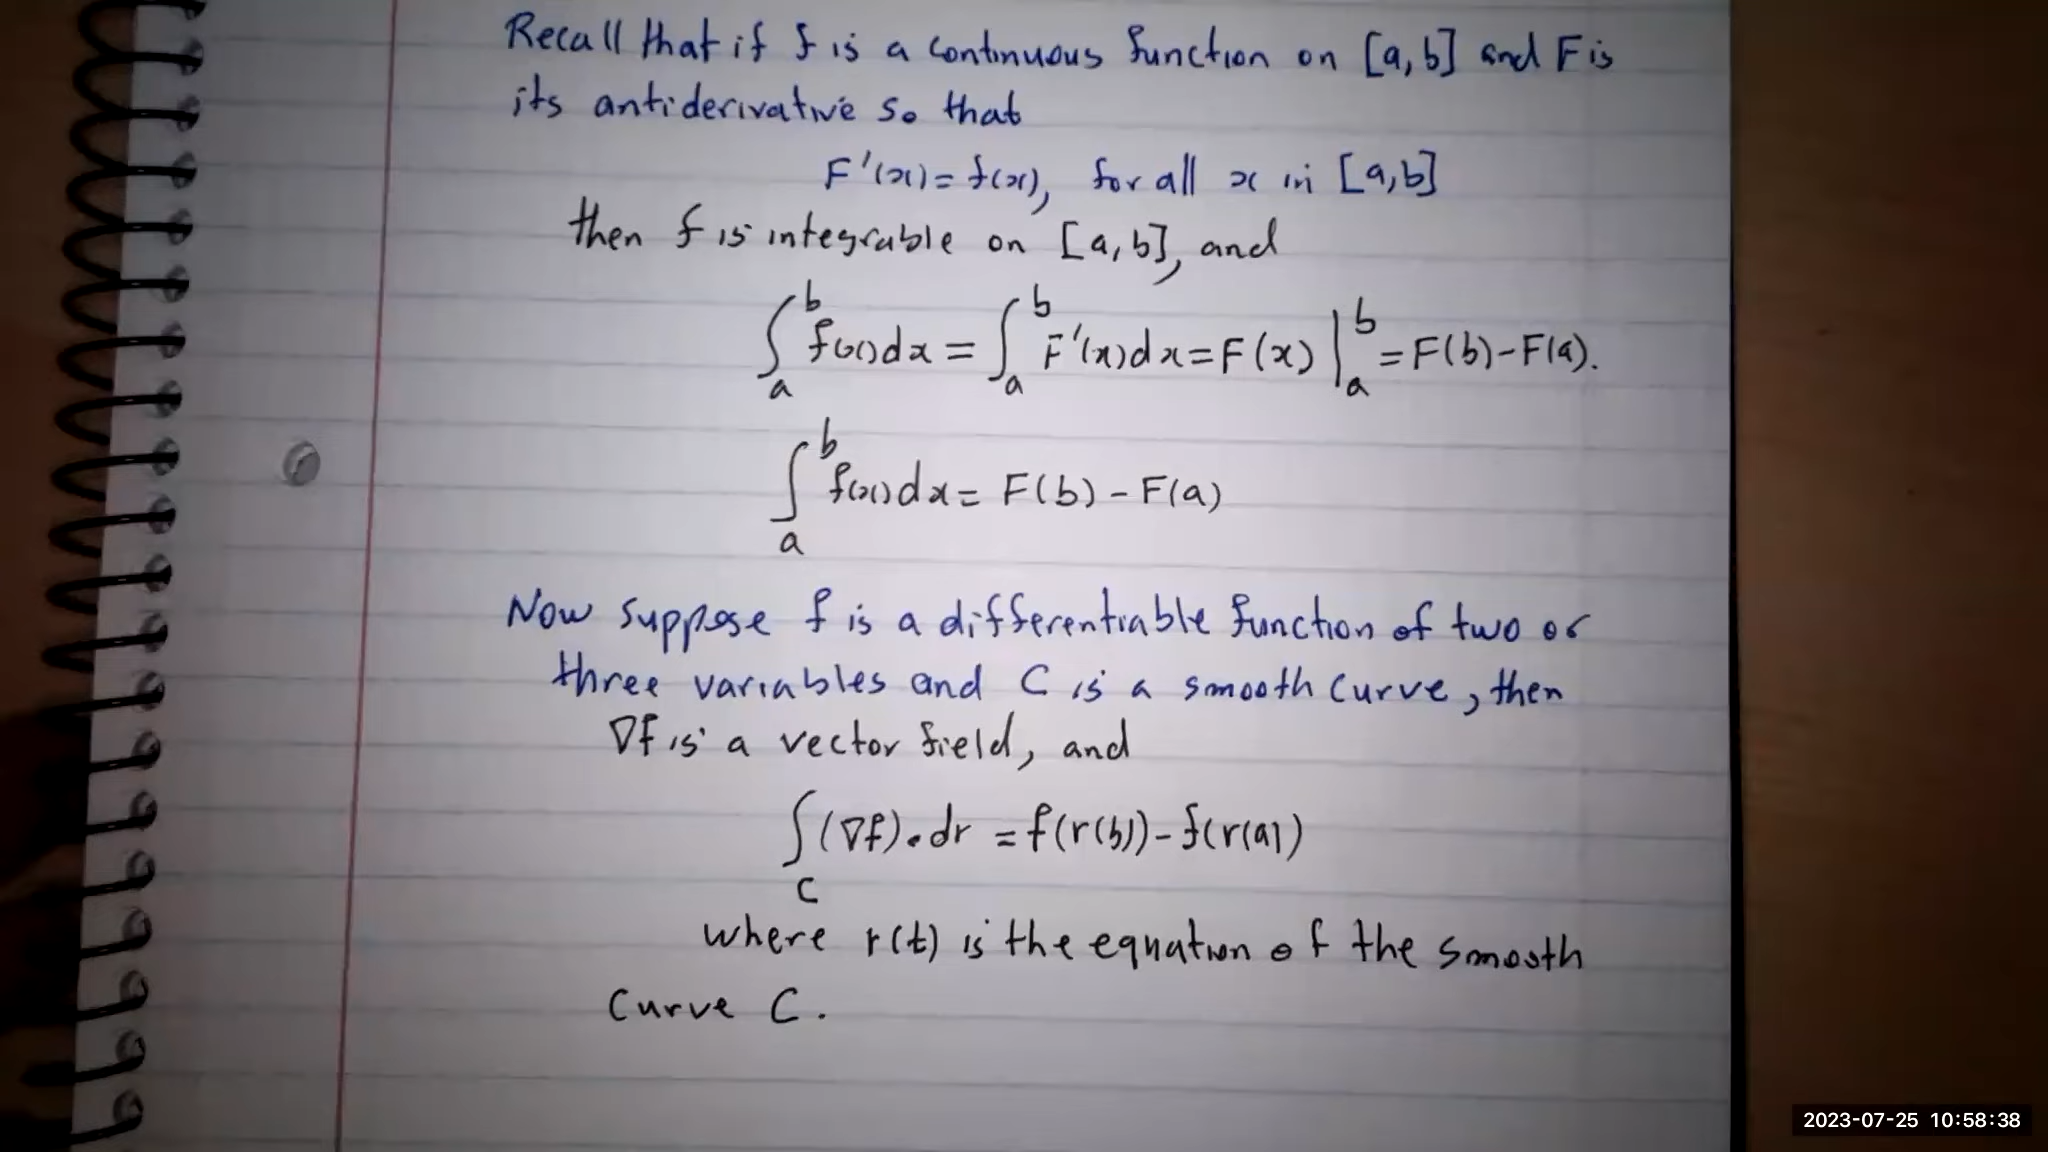 Recall that if f is a continuous function on [a,b] and F is
its antiderivative so that
F'(x) = f(x), for all x in [a,b]
then f is integrable on [a,b], and
∫_a^b f(x)dx = ∫_a^b F'(x)dx = F(x) |_a^b = F(b)-F(a).
∫_a^b f(x)dx = F(b) - F(a)
Now suppose f is a differentiable function of two or
three variables and C is a smooth curve, then
∇f is a vector field, and
∫_C (∇f)·dr = f(r(b)) - f(r(a))
where r(t) is the equation of the smooth
curve C.
2023-07-25 10:58:38